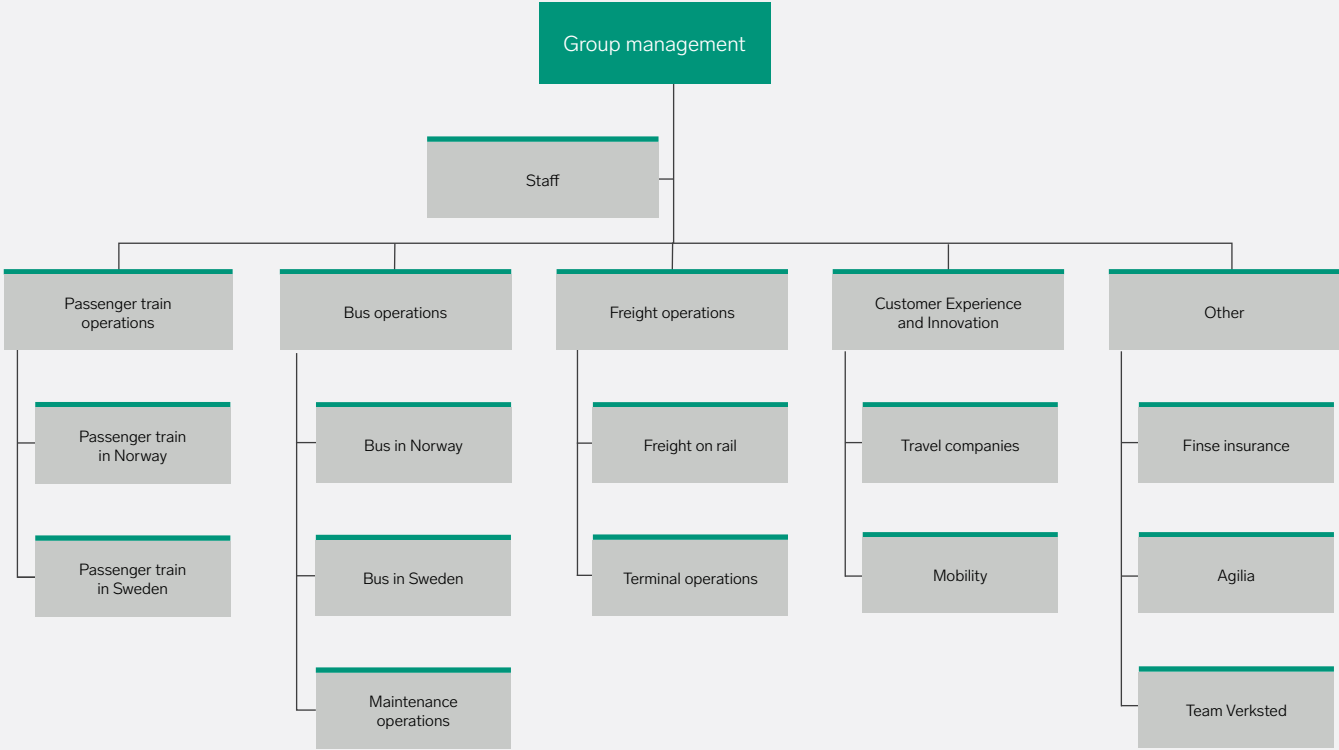 Group management
Staff
Passenger train
operations
Bus operations
Freight operations
Customer Experience
and Innovation
Other
Passenger train
in Norway
Bus in Norway
Freight on rail
Travel companies
Finse insurance
Passenger train
in Sweden
Bus in Sweden
Terminal operations
Mobility
Agilia
Maintenance
operations
Team Verksted